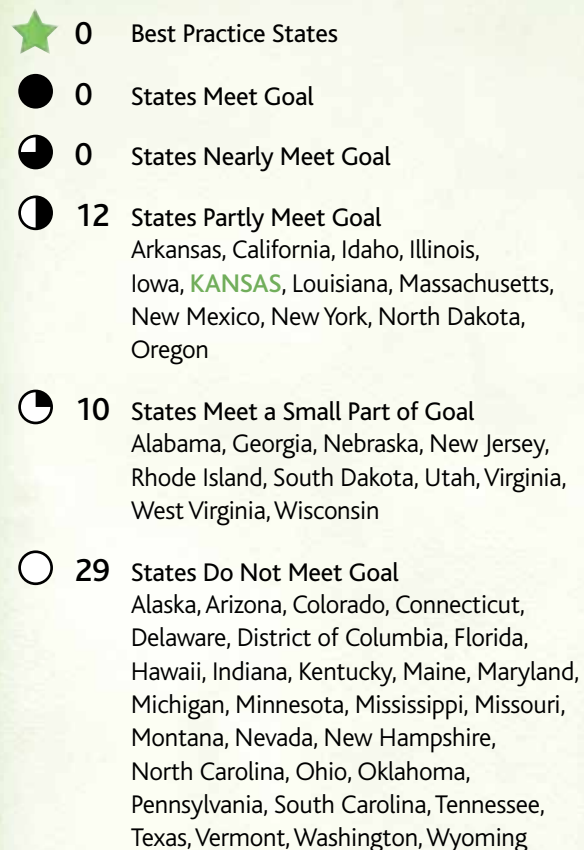 0 Best Practice States
0 States Meet Goal
0 States Nearly Meet Goal
12 States Partly Meet Goal
Arkansas, California, Idaho, Illinois,
Iowa, KANSAS, Louisiana, Massachusetts,
New Mexico, New York, North Dakota,
Oregon
10 States Meet a Small Part of Goal
Alabama, Georgia, Nebraska, New Jersey,
Rhode Island, South Dakota, Utah, Virginia,
West Virginia, Wisconsin
29 States Do Not Meet Goal
Alaska, Arizona, Colorado, Connecticut,
Delaware, District of Columbia, Florida,
Hawaii, Indiana, Kentucky, Maine, Maryland,
Michigan, Minnesota, Mississippi, Missouri,
Montana, Nevada, New Hampshire,
North Carolina, Ohio, Oklahoma,
Pennsylvania, South Carolina, Tennessee,
Texas, Vermont, Washington, Wyoming